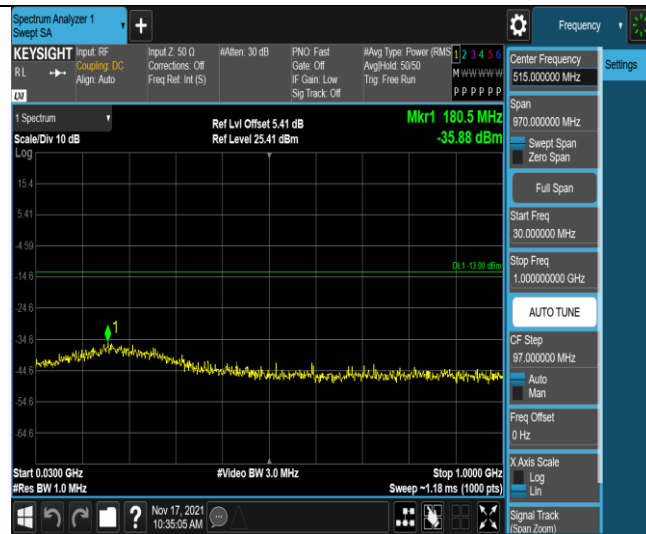 Spectrum Analyzer 1
Swept SA
+
Frequency
KEYSIGHT
RL
LXI
Input: RF
Coupling: DC
Align: Auto
Input Z: 50 Ω
Corrections: Off
Freq Ref: Int (S)
#Atten: 30 dB
PNO: Fast
Gate: Off
IF Gain: Low
Sig Track: Off
#Avg Type: Power (RMS
Avg|Hold: 50/50
Trig: Free Run
1 2 3 4 5 6
M W W W W W
P P P P P P
1 Spectrum
Scale/Div 10 dB
Ref Lvl Offset 5.41 dB
Ref Level 25.41 dBm
Mkr1 180.5 MHz
-35.88 dBm
Log
15.4
5.41
-4.59
-14.6
-24.6
-34.6
-44.6
-54.6
-64.6
DL1 -13.00 dBm
1
Start 0.0300 GHz
#Res BW 1.0 MHz
#Video BW 3.0 MHz
Stop 1.0000 GHz
Sweep ~1.18 ms (1000 pts)
?
Nov 17, 2021
10:35:05 AM
Center Frequency
515.000000 MHz
Span
970.000000 MHz
Swept Span
Zero Span
Full Span
Start Freq
30.000000 MHz
Stop Freq
1.000000000 GHz
AUTO TUNE
CF Step
97.000000 MHz
Auto
Man
Freq Offset
0 Hz
X Axis Scale
Log
Lin
Signal Track
(Span Zoom)
Settings